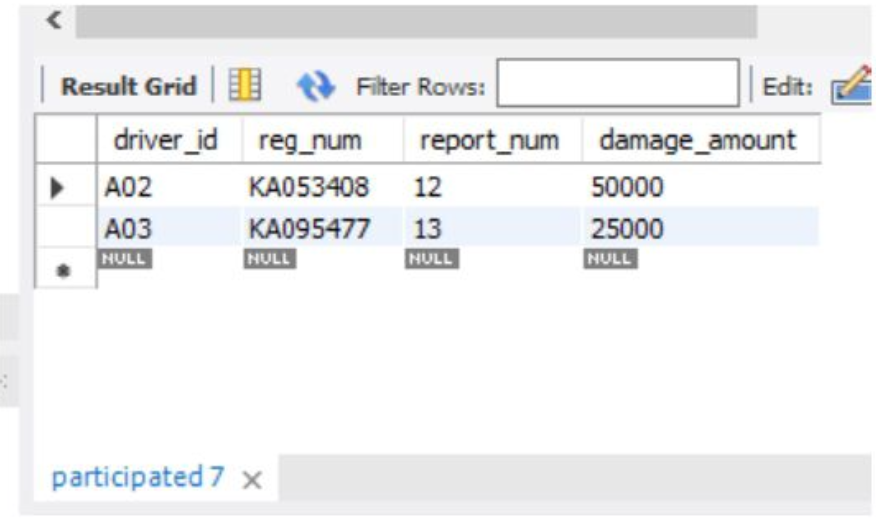 Result Grid Filter Rows: Edit:
driver_id reg_num report_num damage_amount
A02 KA053408 12 50000
A03 KA095477 13 25000
NULL NULL NULL NULL
participated 7